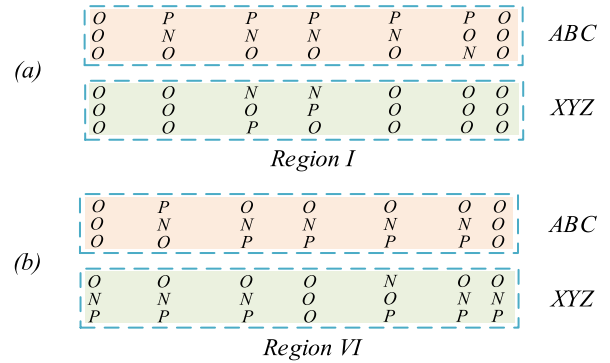 O P P P P P O
O N N N N O O ABC
O O O O O N O
(a)
O O N N O O O
O O O P O O O XYZ
O O P O O O O
Region I
O P O O O O O
O N N N N N O ABC
O O P P P P O
(b)
O O O O N O O
N N N O O N N XYZ
P P P P P P P
Region VI